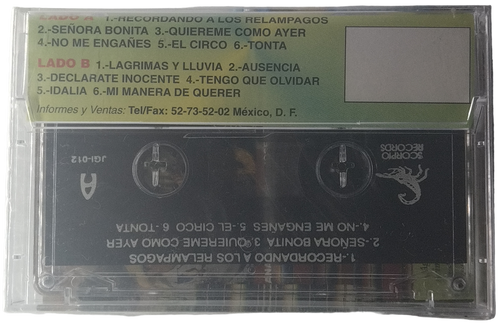 LADO A 1.-RECORDANDO A LOS RELAMPAGOS
2.-SEÑORA BONITA 3.-QUIEREME COMO AYER
4.-NO ME ENGAÑES 5.-EL CIRCO 6.-TONTA
LADO B 1.-LAGRIMAS Y LLUVIA 2.-AUSENCIA
3.-DECLARATE INOCENTE 4.-TENGO QUE OLVIDAR
5.-IDALIA 6.-MI MANERA DE QUERER
Informes y Ventas: Tel/Fax: 52-73-52-02 México, D. F.
1.-RECORDANDO A LOS RELAMPAGOS
2.-SEÑORA BONITA 3.-QUIEREME COMO AYER
4.-NO ME ENGAÑES 5.-EL CIRCO 6-TONTA
SCORPIO
RECORDS
A
JGI-012